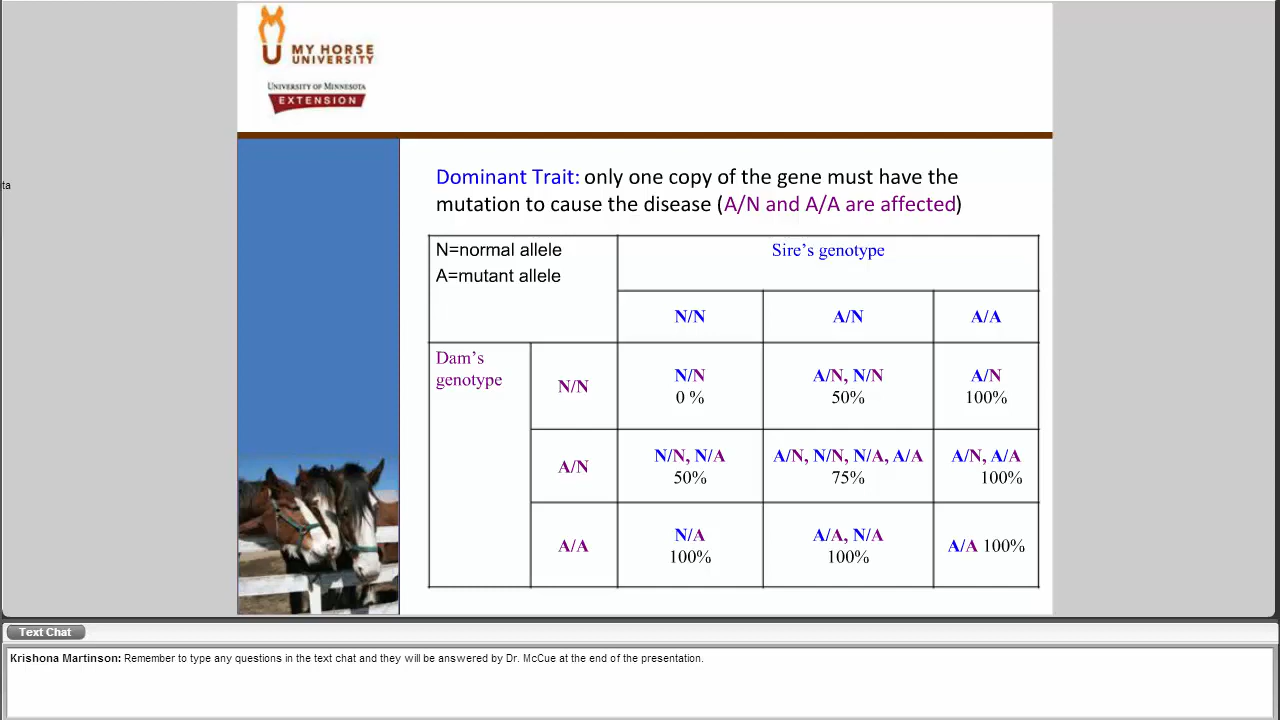 MY HORSE
UNIVERSITY
UNIVERSITY OF MINNESOTA
EXTENSION
ta
Dominant Trait: only one copy of the gene must have the
mutation to cause the disease (A/N and A/A are affected)
N=normal allele
A=mutant allele
Sire's genotype
N/N
A/N
A/A
Dam's
genotype
N/N
N/N
0 %
A/N, N/N
50%
A/N
100%
A/N
N/N, N/A
50%
A/N, N/N, N/A, A/A
75%
A/N, A/A
100%
A/A
N/A
100%
A/A, N/A
100%
A/A 100%
Text Chat
Krishona Martinson: Remember to type any questions in the text chat and they will be answered by Dr. McCue at the end of the presentation.